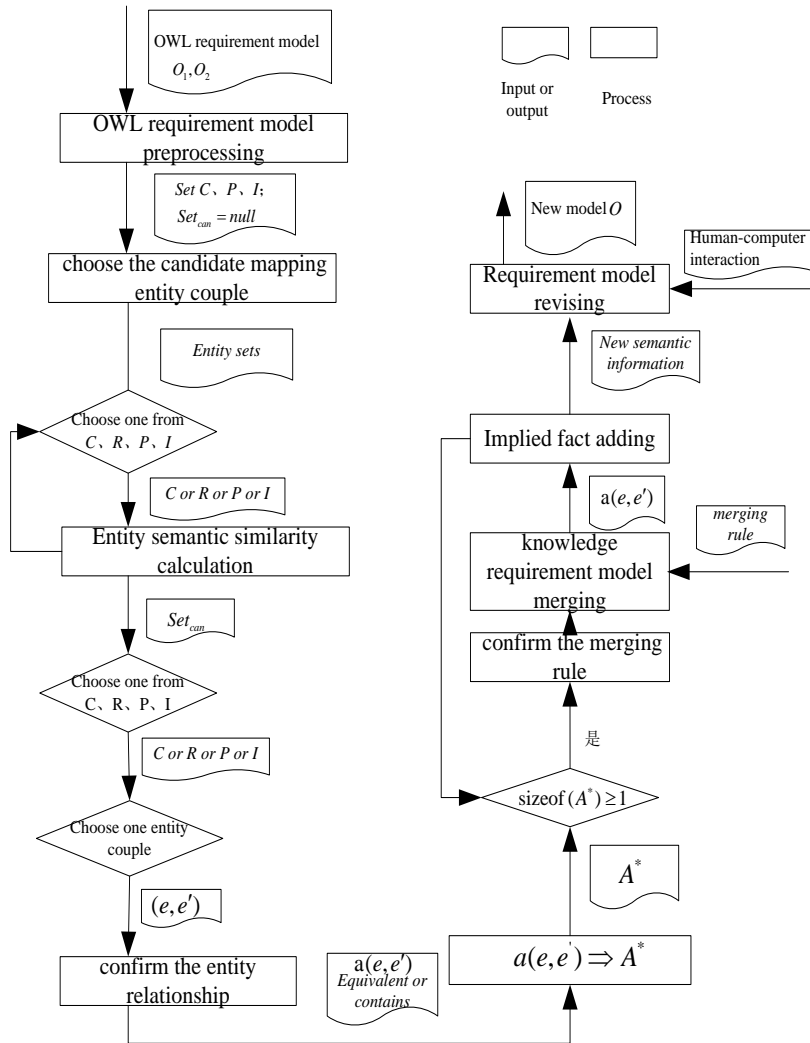 OWL requirement model
O₁,O₂
OWL requirement model
preprocessing
Set C、P、I;
Set_can = null
choose the candidate mapping
entity couple
Entity sets
Choose one from
C、R、P、I
C or R or P or I
Entity semantic similarity
calculation
Set_can
Choose one from
C、R、P、I
C or R or P or I
Choose one entity
couple
(e,e′)
confirm the entity
relationship
a(e,e′)
Equivalent or
contains
a(e,e') ⇒ A*
A*
sizeof(A*) ≥ 1
是
confirm the merging
rule
knowledge
requirement model
merging
merging
rule
a(e,e′)
Implied fact adding
New semantic
information
Requirement model
revising
Human-computer
interaction
New model O
Input or
output
Process